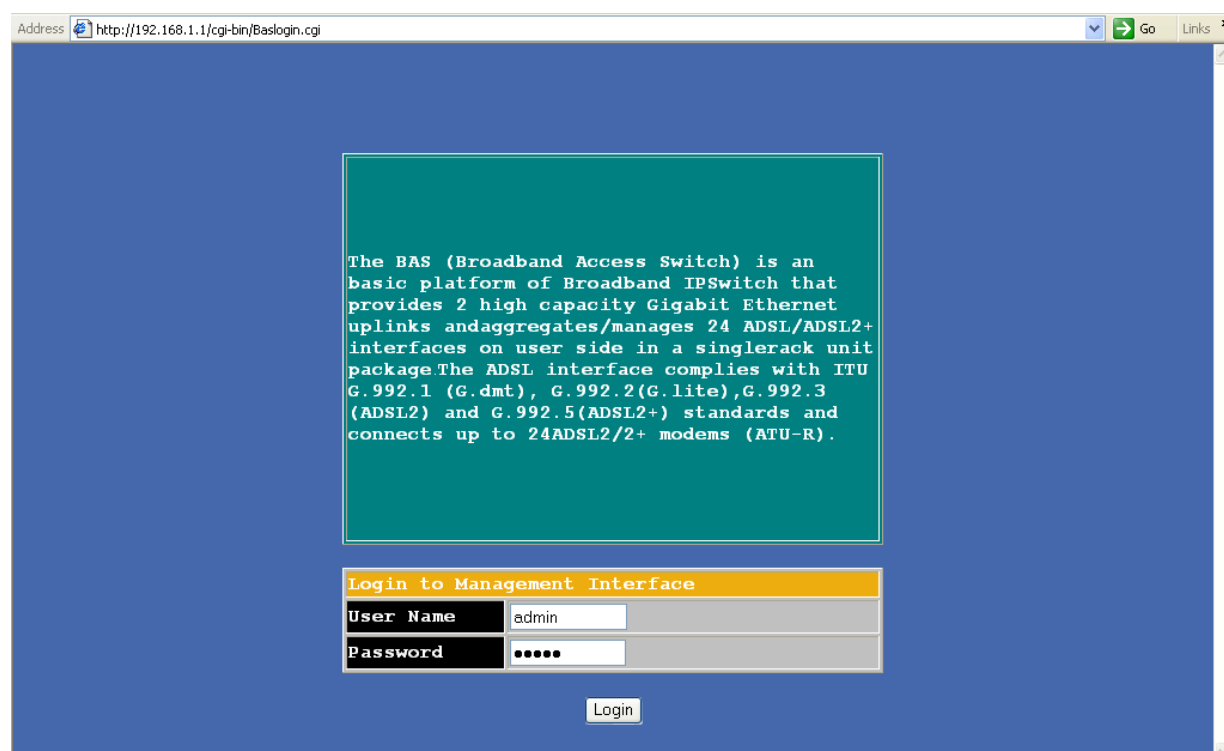 Address http://192.168.1.1/cgi-bin/Baslogin.cgi Go Links
The BAS (Broadband Access Switch) is an
basic platform of Broadband IPSwitch that
provides 2 high capacity Gigabit Ethernet
uplinks andaggregates/manages 24 ADSL/ADSL2+
interfaces on user side in a singlerack unit
package.The ADSL interface complies with ITU
G.992.1 (G.dmt), G.992.2(G.lite),G.992.3
(ADSL2) and G.992.5(ADSL2+) standards and
connects up to 24ADSL2/2+ modems (ATU-R).
Login to Management Interface
User Name admin
Password •••••
Login